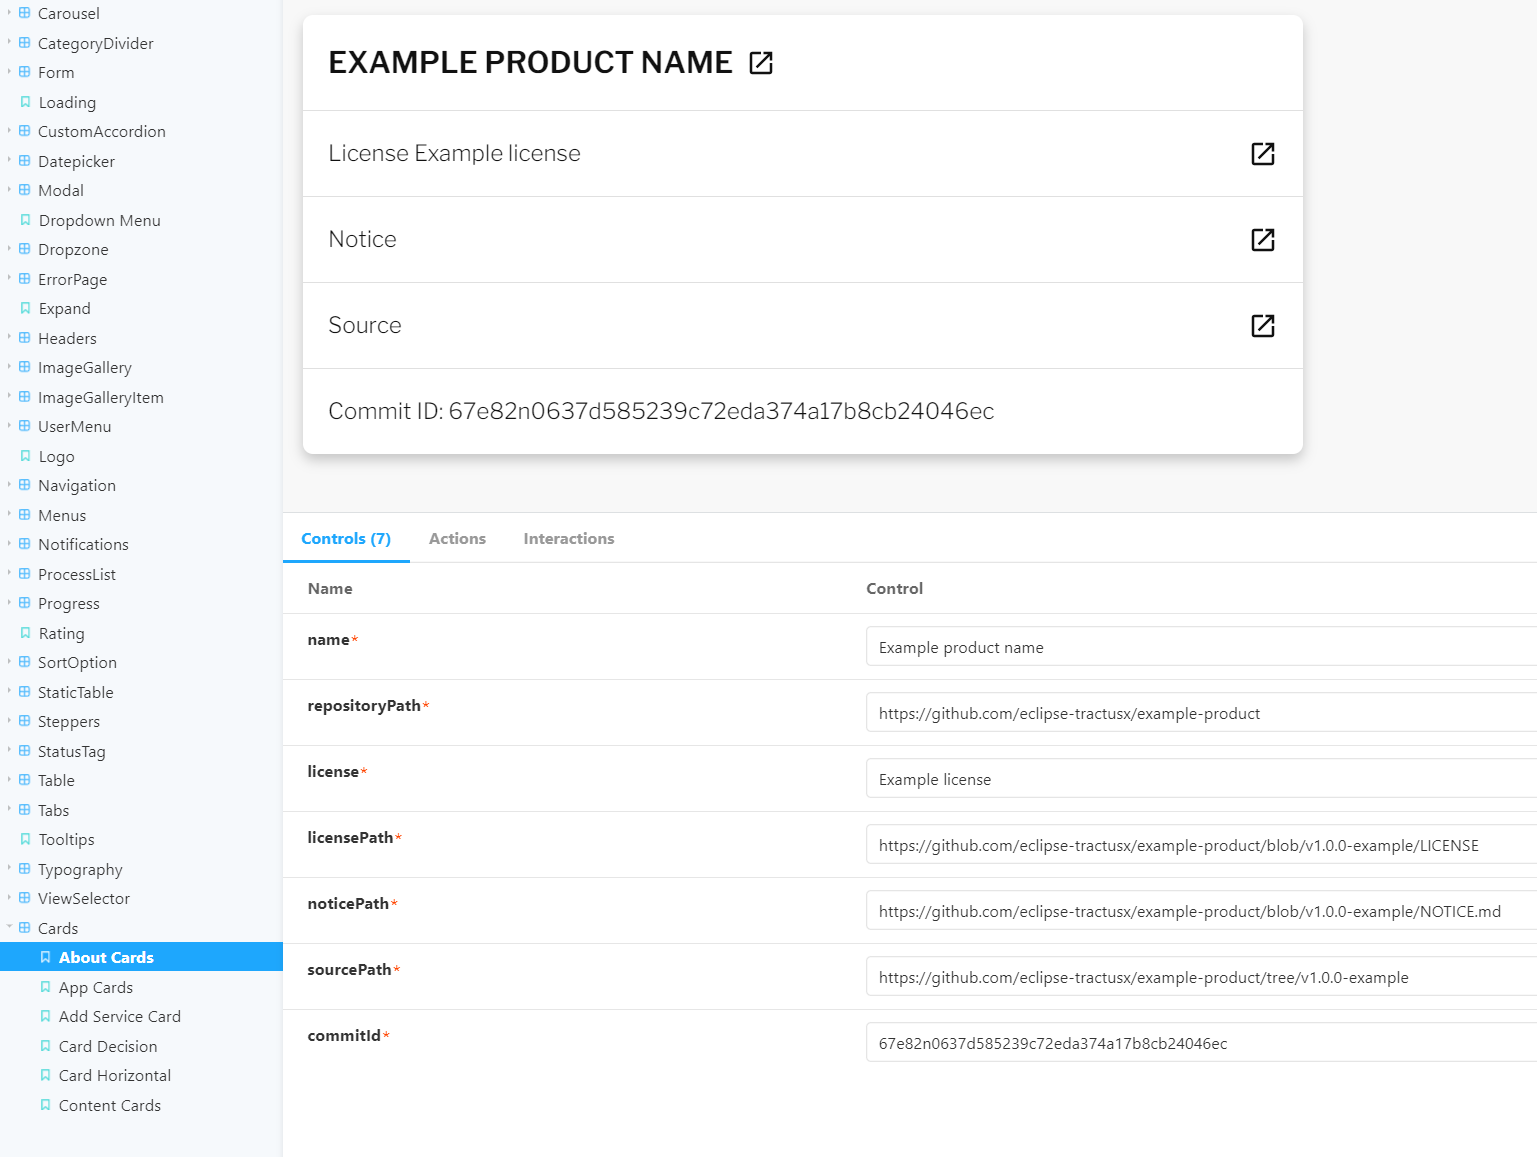 Carousel
CategoryDivider
Form
Loading
CustomAccordion
Datepicker
Modal
Dropdown Menu
Dropzone
ErrorPage
Expand
Headers
ImageGallery
ImageGalleryItem
UserMenu
Logo
Navigation
Menus
Notifications
ProcessList
Progress
Rating
SortOption
StaticTable
Steppers
StatusTag
Table
Tabs
Tooltips
Typography
ViewSelector
Cards
About Cards
App Cards
Add Service Card
Card Decision
Card Horizontal
Content Cards
EXAMPLE PRODUCT NAME
License Example license
Notice
Source
Commit ID: 67e82n0637d585239c72eda374a17b8cb24046ec
Controls (7) Actions Interactions
Name Control
name* Example product name
repositoryPath* https://github.com/eclipse-tractusx/example-product
license* Example license
licensePath* https://github.com/eclipse-tractusx/example-product/blob/v1.0.0-example/LICENSE
noticePath* https://github.com/eclipse-tractusx/example-product/blob/v1.0.0-example/NOTICE.md
sourcePath* https://github.com/eclipse-tractusx/example-product/tree/v1.0.0-example
commitId* 67e82n0637d585239c72eda374a17b8cb24046ec